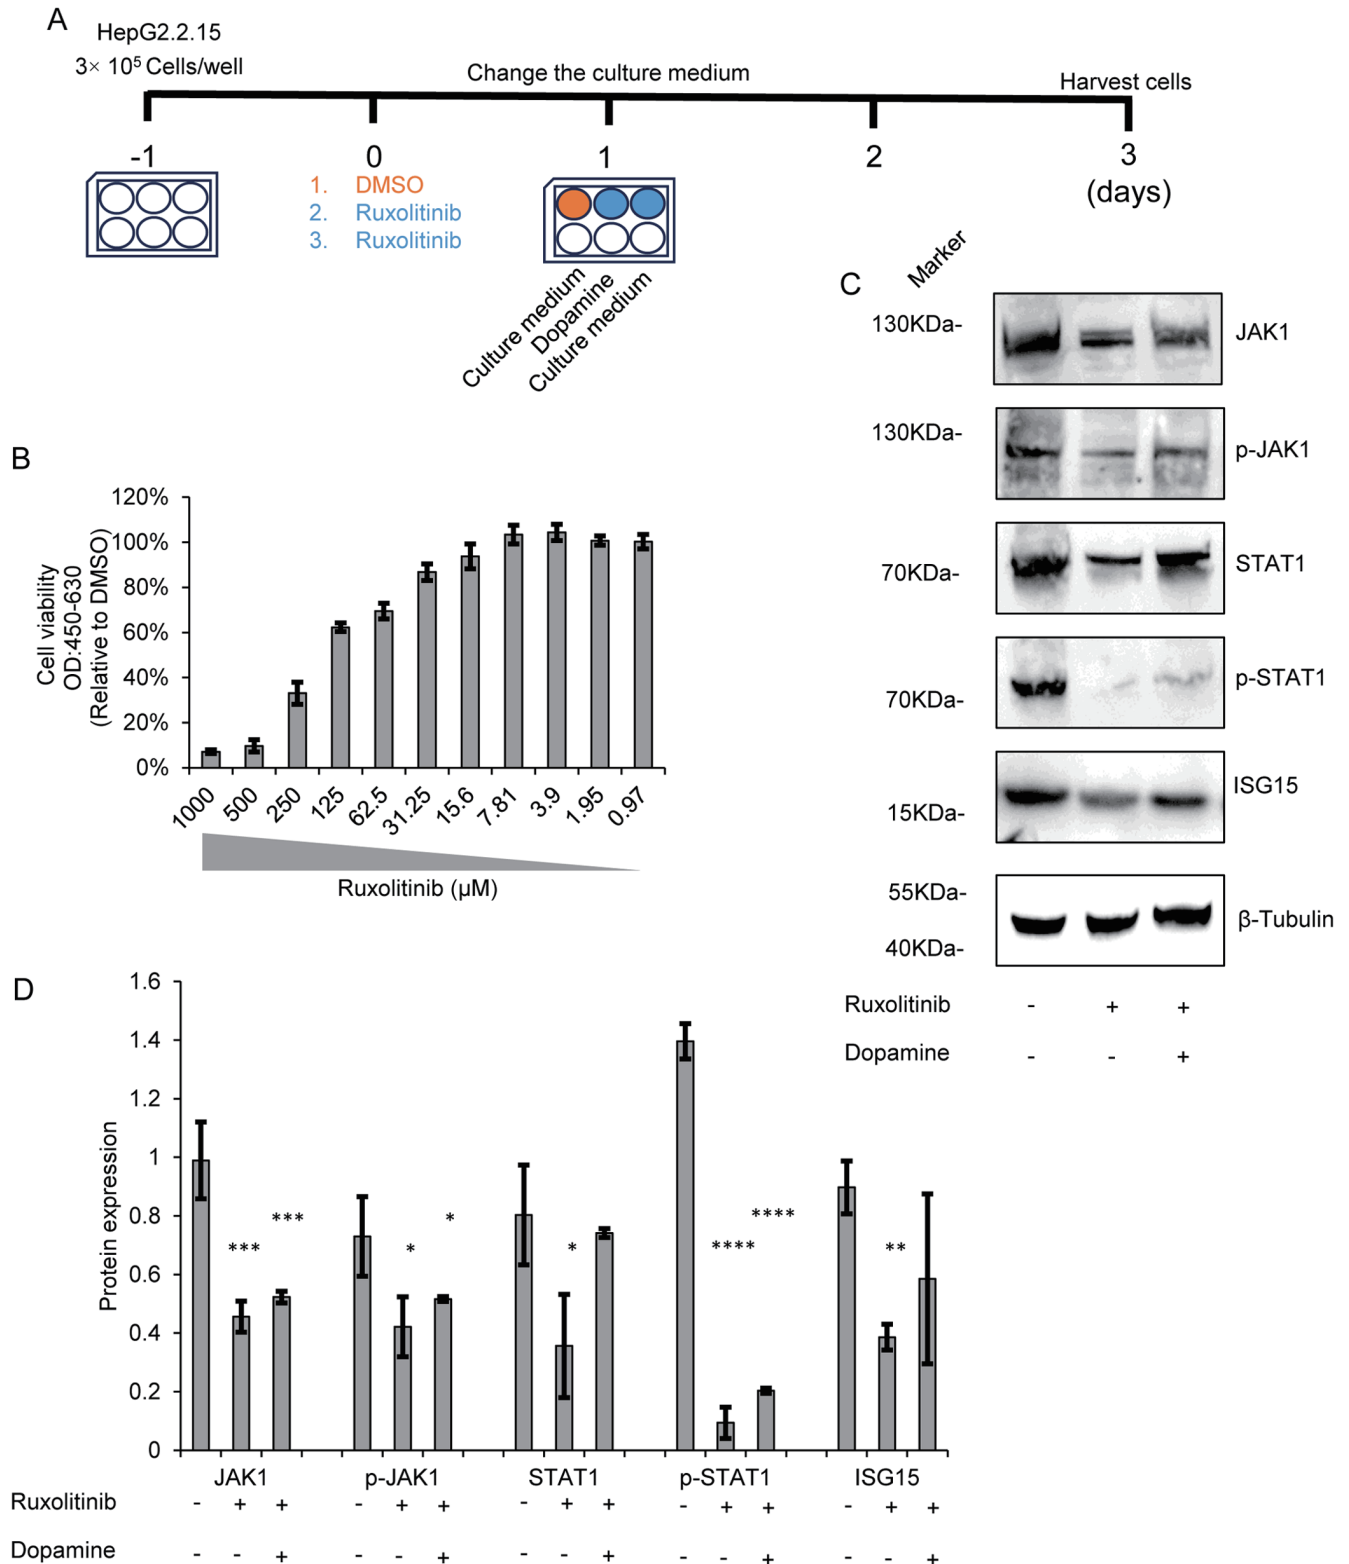 A
HepG2.2.15
3× 10⁵ Cells/well
Change the culture medium
Harvest cells
-1
0
1
2
3
(days)
1. DMSO
2. Ruxolitinib
3. Ruxolitinib
Culture medium
Dopamine
Culture medium
B
Cell viability
OD:450-630
(Relative to DMSO)
120%
100%
80%
60%
40%
20%
0%
1000
500
250
125
62.5
31.25
15.6
7.81
3.9
1.95
0.97
Ruxolitinib (μM)
C
Marker
130KDa-
JAK1
130KDa-
p-JAK1
70KDa-
STAT1
70KDa-
p-STAT1
15KDa-
ISG15
55KDa-
40KDa-
β-Tubulin
Ruxolitinib - + +
Dopamine - - +
D
Protein expression
1.6
1.4
1.2
1
0.8
0.6
0.4
0.2
0
***
***
*
*
*
****
****
**
JAK1 p-JAK1 STAT1 p-STAT1 ISG15
Ruxolitinib - + + - + + - + + - + + - + +
Dopamine - - + - - + - - + - - + - - +